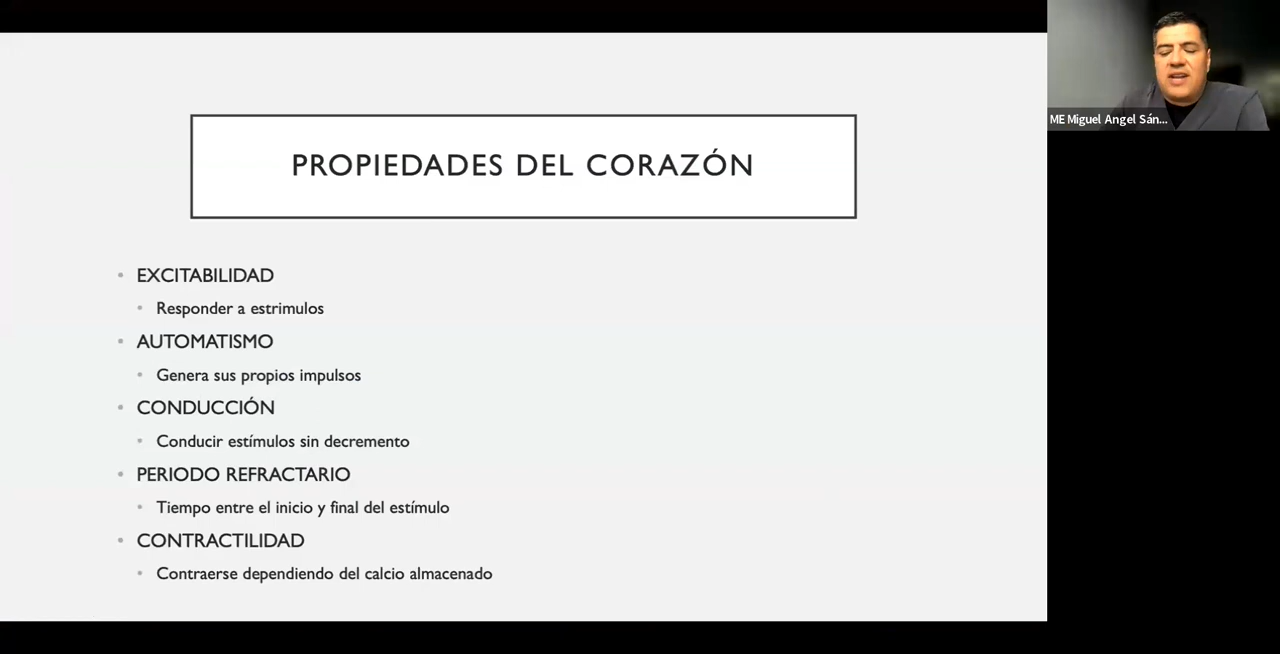 PROPIEDADES DEL CORAZÓN
• EXCITABILIDAD
• Responder a estrimulos
• AUTOMATISMO
• Genera sus propios impulsos
• CONDUCCIÓN
• Conducir estímulos sin decremento
• PERIODO REFRACTARIO
• Tiempo entre el inicio y final del estímulo
• CONTRACTILIDAD
• Contraerse dependiendo del calcio almacenado
ME Miguel Angel Sán...